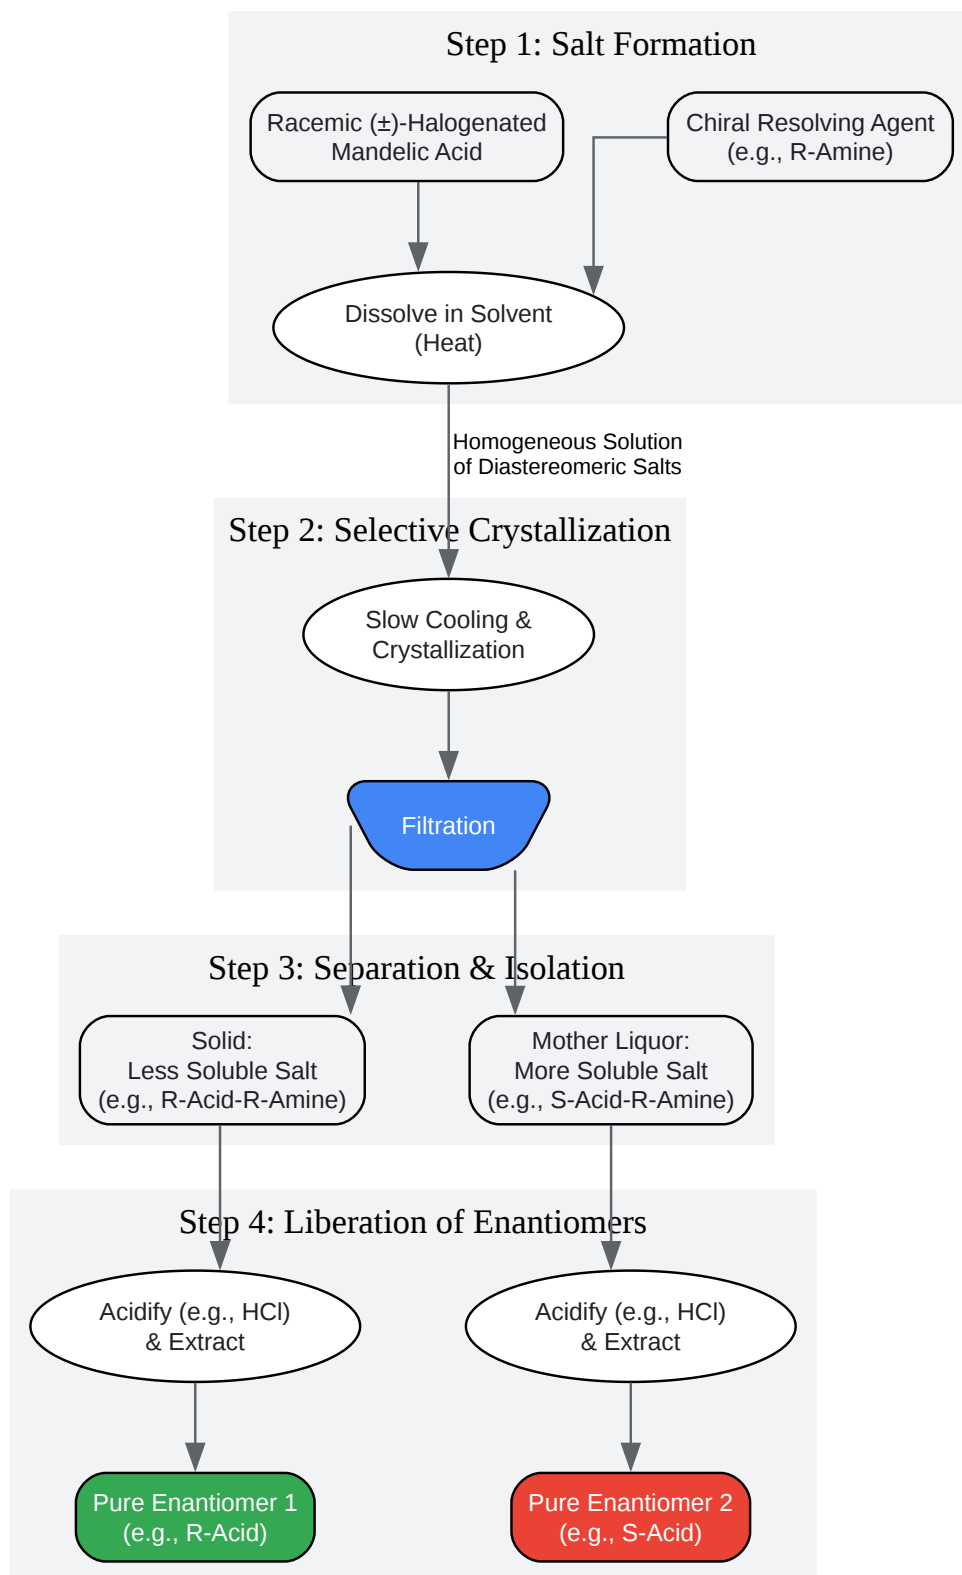 Step 1: Salt Formation
Racemic (±)-Halogenated
Mandelic Acid
Chiral Resolving Agent
(e.g., R-Amine)
Dissolve in Solvent
(Heat)
Homogeneous Solution
of Diastereomeric Salts
Step 2: Selective Crystallization
Slow Cooling &
Crystallization
Filtration
Step 3: Separation & Isolation
Solid:
Less Soluble Salt
(e.g., R-Acid-R-Amine)
Mother Liquor:
More Soluble Salt
(e.g., S-Acid-R-Amine)
Step 4: Liberation of Enantiomers
Acidify (e.g., HCl)
& Extract
Acidify (e.g., HCl)
& Extract
Pure Enantiomer 1
(e.g., R-Acid)
Pure Enantiomer 2
(e.g., S-Acid)